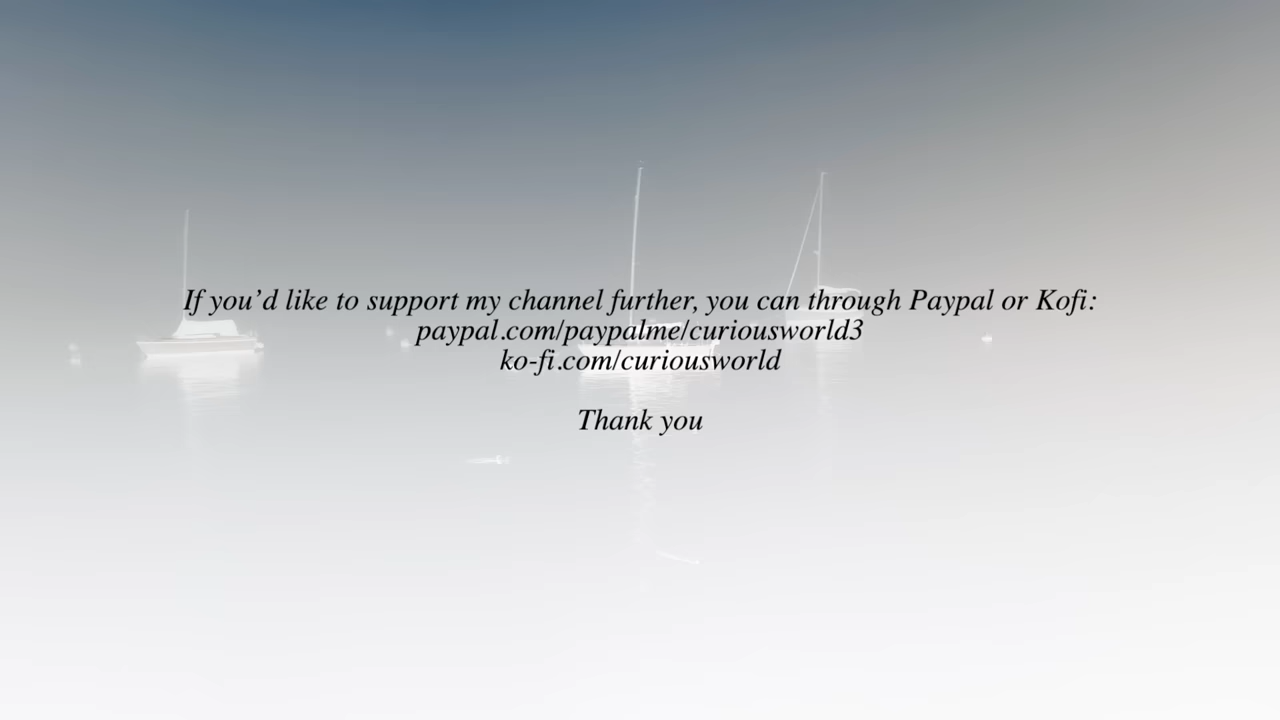 If you’d like to support my channel further, you can through Paypal or Kofi:
paypal.com/paypalme/curiousworld3
ko-fi.com/curiousworld
Thank you